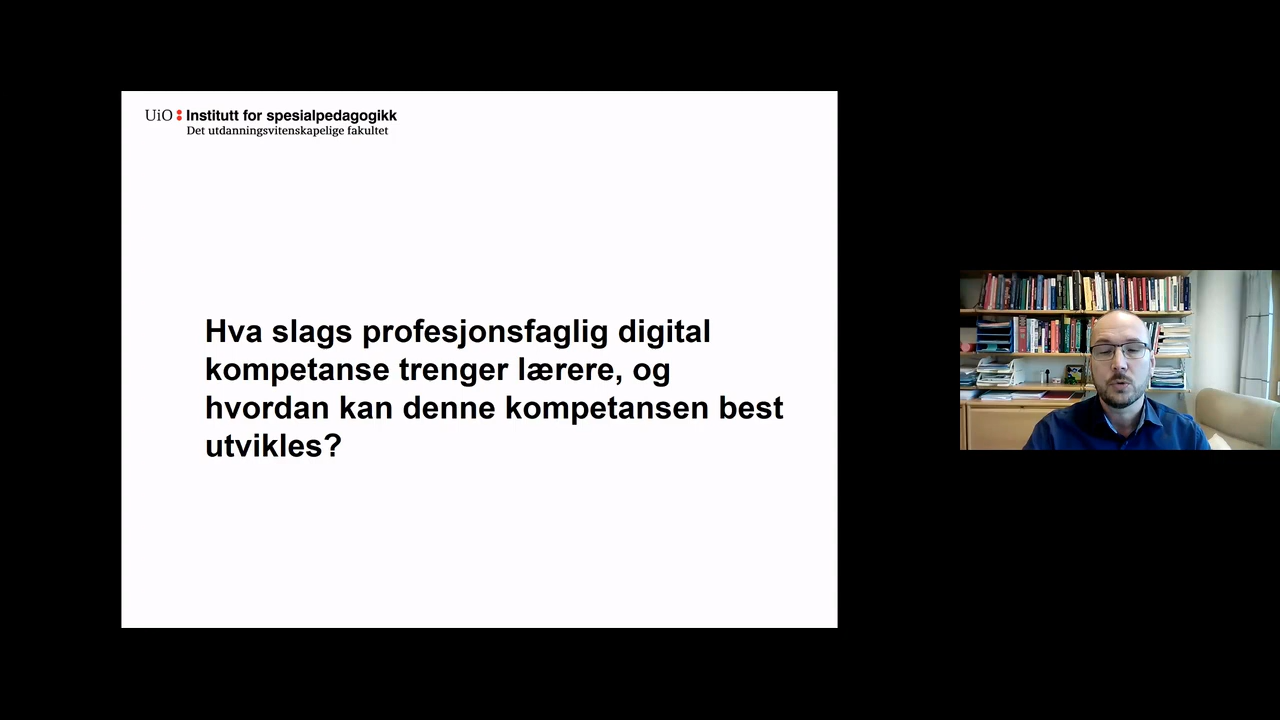 UiO Institutt for spesialpedagogikk
Det utdanningsvitenskapelige fakultet
Hva slags profesjonsfaglig digital
kompetanse trenger lærere, og
hvordan kan denne kompetansen best
utvikles?